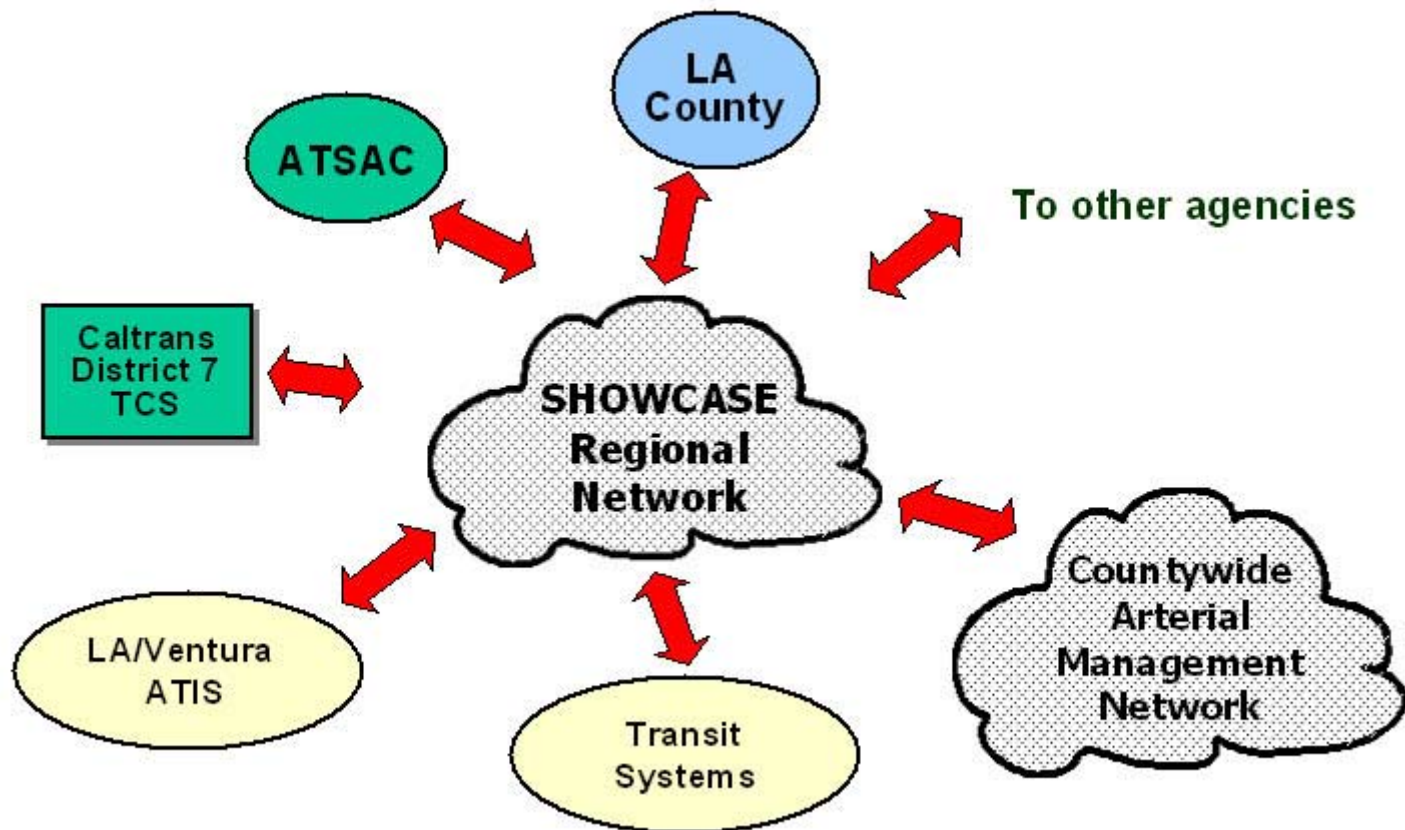 LA
County
ATSAC
To other agencies
Caltrans
District 7
TCS
SHOWCASE
Regional
Network
Countywide
Arterial
Management
Network
LA/Ventura
ATIS
Transit
Systems